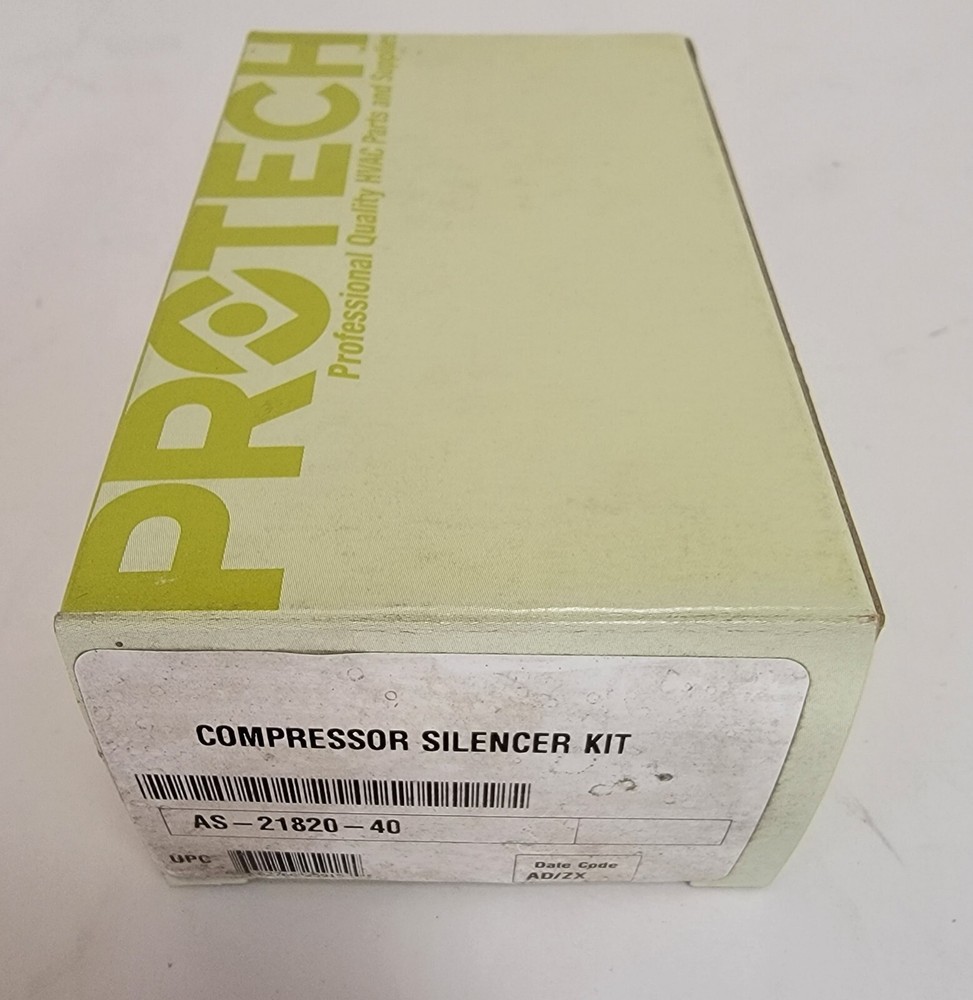 PROTECH
Professional Quality HVAC Parts and Supplies
COMPRESSOR SILENCER KIT
AS-21820-40
UPC
Date Code
AD/ZX